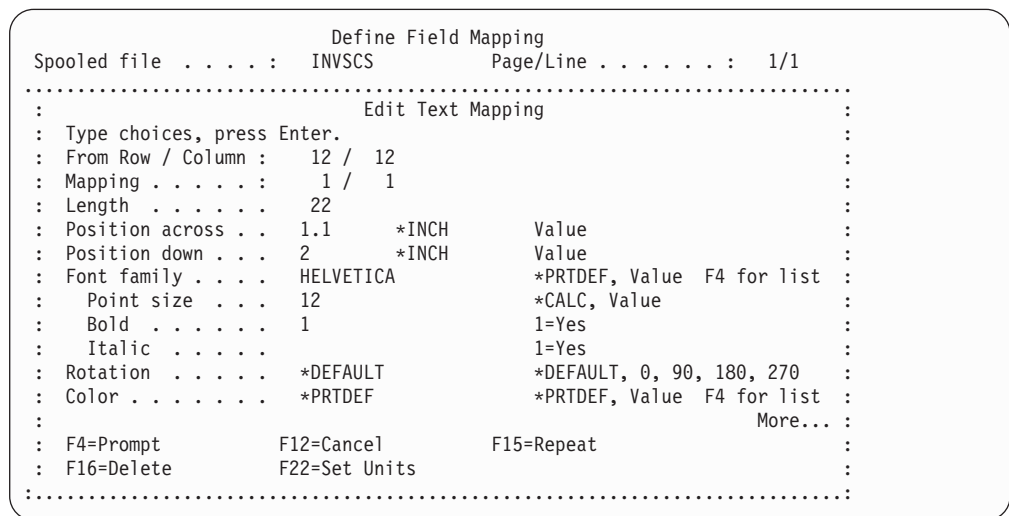 Define Field Mapping
Spooled file . . . . : INVSCS Page/Line . . . . . . : 1/1
...............................................................................
: Edit Text Mapping :
: Type choices, press Enter. :
: From Row / Column : 12 / 12 :
: Mapping . . . . . : 1 / 1 :
: Length . . . . . . 22 :
: Position across . . 1.1 *INCH Value :
: Position down . . . 2 *INCH Value :
: Font family . . . . HELVETICA *PRTDEF, Value F4 for list :
: Point size . . . 12 *CALC, Value :
: Bold . . . . . . 1 1=Yes :
: Italic . . . . . 1=Yes :
: Rotation . . . . . *DEFAULT *DEFAULT, 0, 90, 180, 270 :
: Color . . . . . . . *PRTDEF *PRTDEF, Value F4 for list :
: More... :
: F4=Prompt F12=Cancel F15=Repeat :
: F16=Delete F22=Set Units :
:.............................................................................: